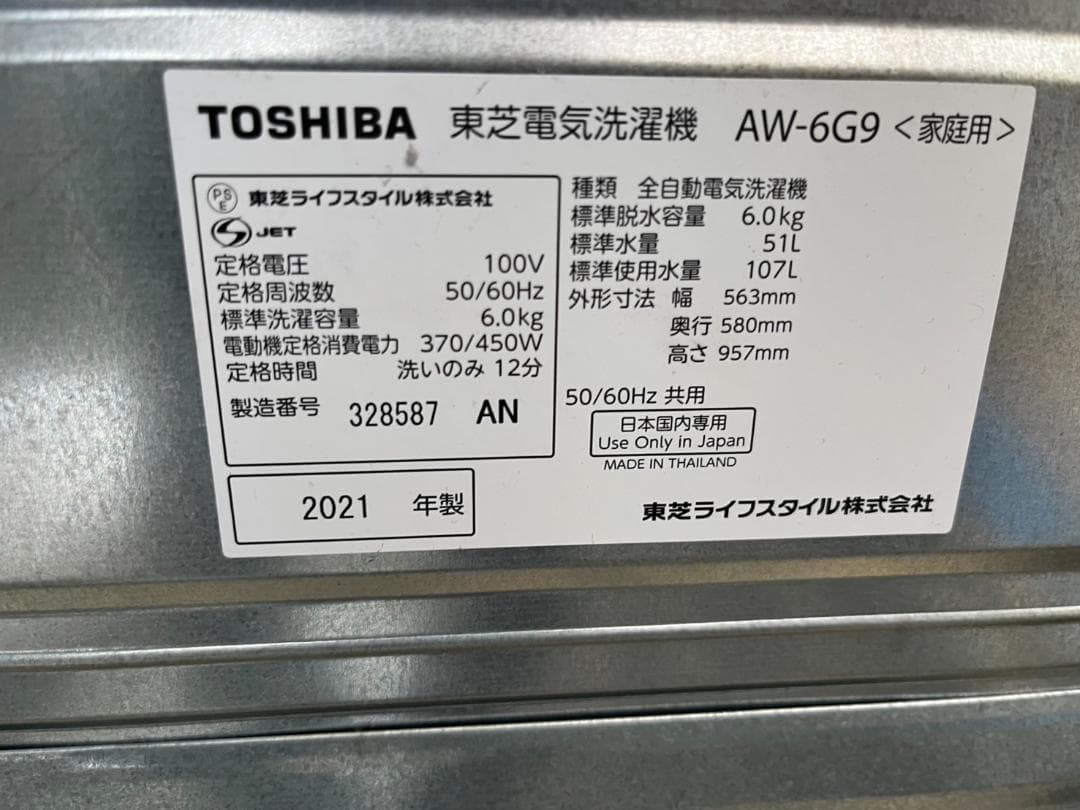 TOSHIBA 東芝電気洗濯機 AW-6G9 <家庭用>
PSE 東芝ライフスタイル株式会社
S JET
定格電圧 100V
定格周波数 50/60Hz
標準洗濯容量 6.0kg
電動機定格消費電力 370/450W
定格時間 洗いのみ 12分
製造番号 328587 AN
2021 年製
種類 全自動電気洗濯機
標準脱水容量 6.0kg
標準水量 51L
標準使用水量 107L
外形寸法 幅 563mm
奥行 580mm
高さ 957mm
50/60Hz 共用
日本国内専用
Use Only in Japan
MADE IN THAILAND
東芝ライフスタイル株式会社